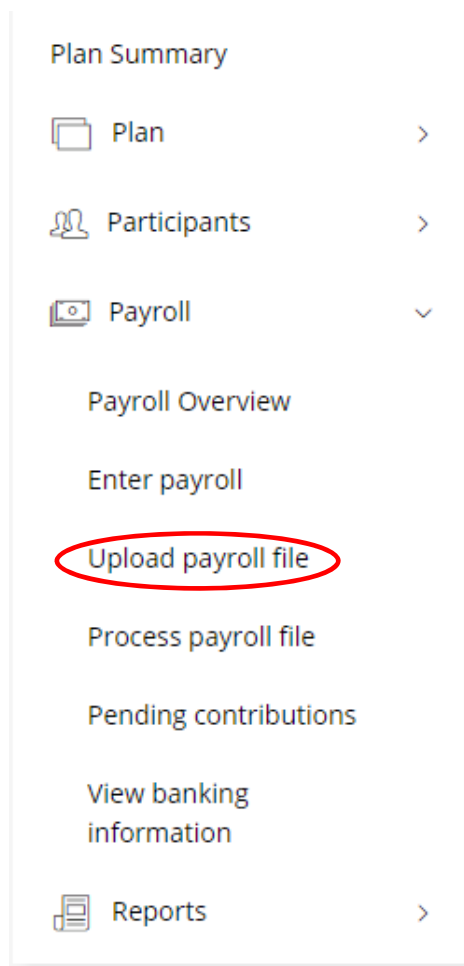 Plan Summary
Plan
Participants
Payroll
Payroll Overview
Enter payroll
Upload payroll file
Process payroll file
Pending contributions
View banking
information
Reports